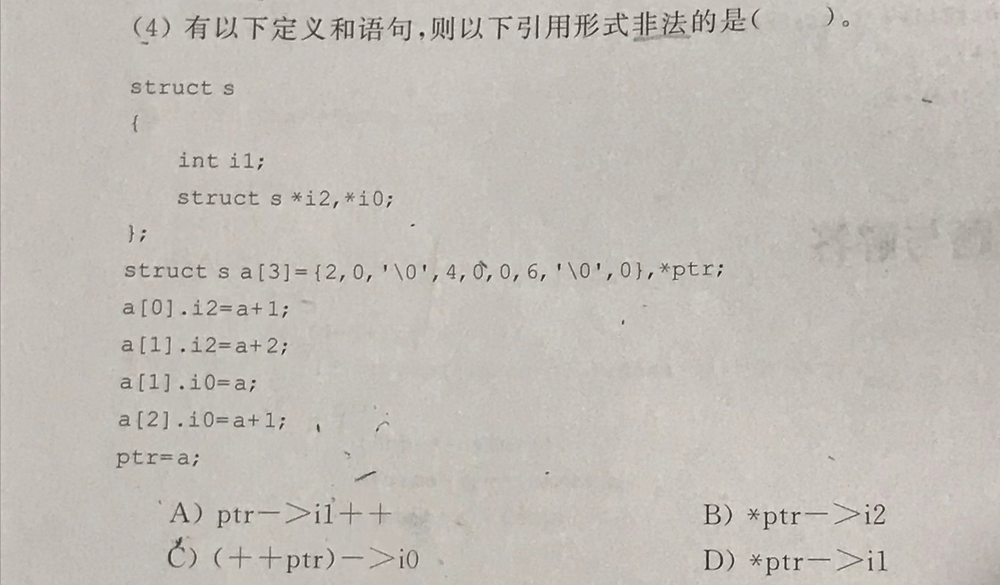 (4) 有以下定义和语句,则以下引用形式非法的是(    )。
struct s
{
int i1;
struct s *i2,*i0;
};
struct s a[3]={2,0,'\0',4,0,0,6,'\0',0},*ptr;
a[0].i2=a+1;
a[1].i2=a+2;
a[1].i0=a;
a[2].i0=a+1;
ptr=a;
A) ptr->i1++    B) *ptr->i2
C) (++ptr)->i0    D) *ptr->i1